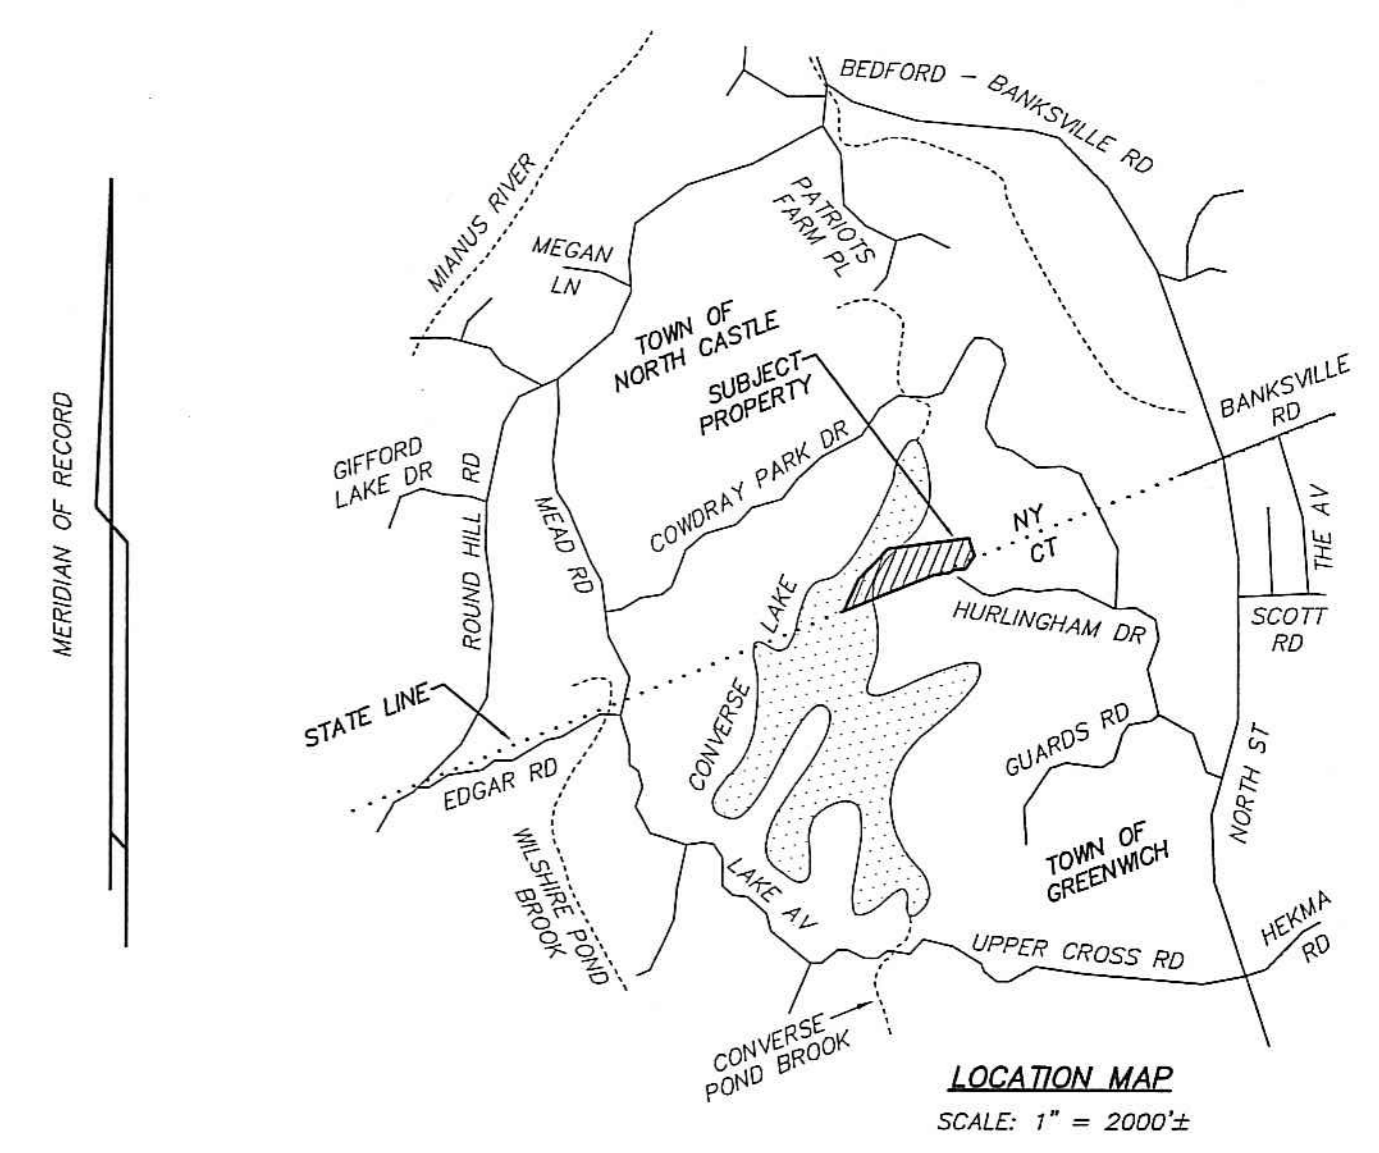 BEDFORD - BANKSVILLE RD
MIANUS RIVER
PATRIOTS
FARM PL
MEGAN
LN
TOWN OF
NORTH CASTLE
SUBJECT
PROPERTY
BANKSVILLE
RD
MERIDIAN OF RECORD
GIFFORD
LAKE DR
ROUND HILL RD
MEAD RD
COWDRAY PARK DR
NY
CT
THE AV
SCOTT
RD
HURLINGHAM DR
CONVERSE LAKE
STATE LINE
EDGAR RD
GUARDS RD
NORTH ST
WILSHIRE POND
BROOK
LAKE AV
TOWN OF
GREENWICH
HEKMA
RD
UPPER CROSS RD
CONVERSE
POND BROOK
LOCATION MAP
SCALE: 1" = 2000'±